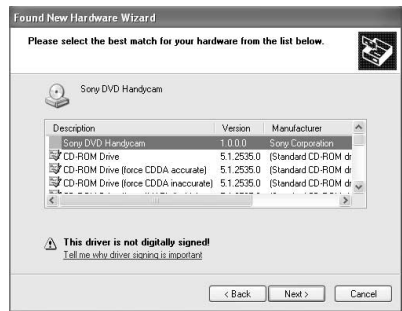 Found New Hardware Wizard
Please select the best match for your hardware from the list below.
Sony DVD Handycam
Description Version Manufacturer
Sony DVD Handycam 1.0.0.0 Sony Corporation
CD-ROM Drive 5.1.2535.0 (Standard CD-ROM dr
CD-ROM Drive (force CDDA accurate) 5.1.2535.0 (Standard CD-ROM dr
CD-ROM Drive (force CDDA inaccurate) 5.1.2535.0 (Standard CD-ROM dr
This driver is not digitally signed!
Tell me why driver signing is important
< Back Next > Cancel